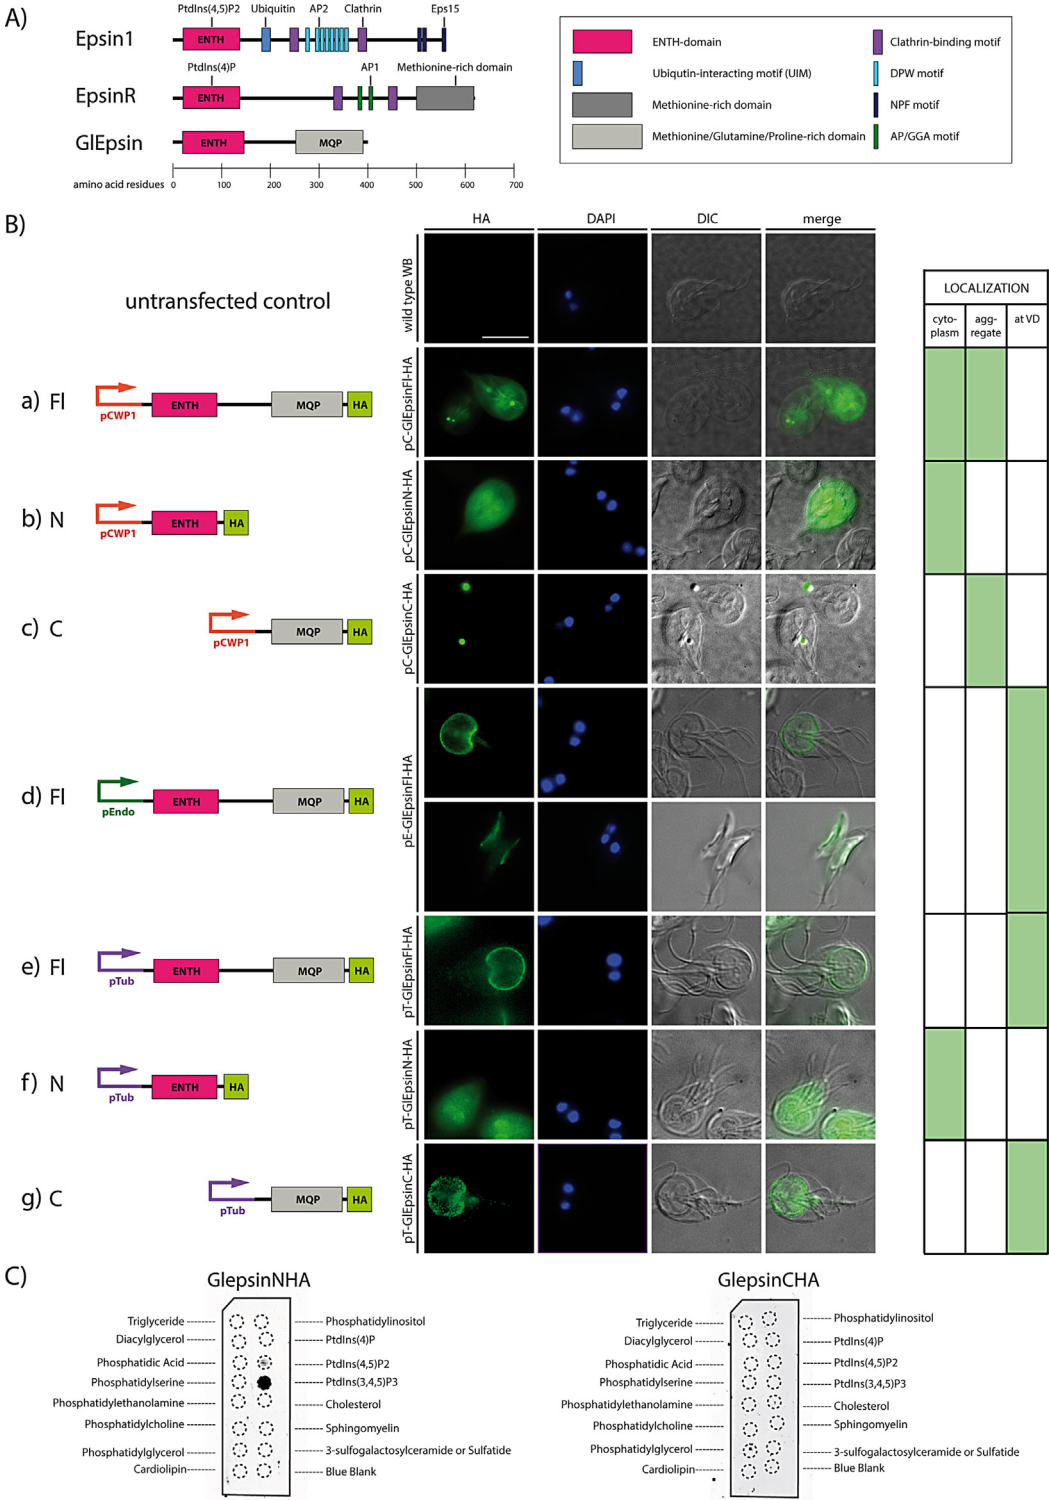 A)
PtdIns(4,5)P2 Ubiquitin AP2 Clathrin Eps15
Epsin1 ENTH
PtdIns(4)P AP1 Methionine-rich domain
EpsinR ENTH
GlEpsin ENTH MQP
amino acid residues 0 100 200 300 400 500 600 700
ENTH-domain
Ubiqutin-interacting motif (UIM)
Methionine-rich domain
Methionine/Glutamine/Proline-rich domain
Clathrin-binding motif
DPW motif
NPF motif
AP/GGA motif
B)
HA DAPI DIC merge
LOCALIZATION
cyto-
plasm
agg-
regate
at VD
untransfected control
wild type WB
a) Fl pCWP1 ENTH MQP HA
pC-GlEpsinFl-HA
b) N pCWP1 ENTH HA
pC-GlEpsinN-HA
c) C pCWP1 MQP HA
pC-GlEpsinC-HA
d) Fl pEndo ENTH MQP HA
pE-GlEpsinFl-HA
e) Fl pTub ENTH MQP HA
pT-GlEpsinFl-HA
f) N pTub ENTH HA
pT-GlEpsinN-HA
g) C pTub MQP HA
pT-GlEpsinC-HA
C)
GlepsinNHA
Triglyceride
Diacylglycerol
Phosphatidic Acid
Phosphatidylserine
Phosphatidylethanolamine
Phosphatidylcholine
Phosphatidylglycerol
Cardiolipin
Phosphatidylinositol
PtdIns(4)P
PtdIns(4,5)P2
PtdIns(3,4,5)P3
Cholesterol
Sphingomyelin
3-sulfogalactosylceramide or Sulfatide
Blue Blank
GlepsinCHA
Triglyceride
Diacylglycerol
Phosphatidic Acid
Phosphatidylserine
Phosphatidylethanolamine
Phosphatidylcholine
Phosphatidylglycerol
Cardiolipin
Phosphatidylinositol
PtdIns(4)P
PtdIns(4,5)P2
PtdIns(3,4,5)P3
Cholesterol
Sphingomyelin
3-sulfogalactosylceramide or Sulfatide
Blue Blank